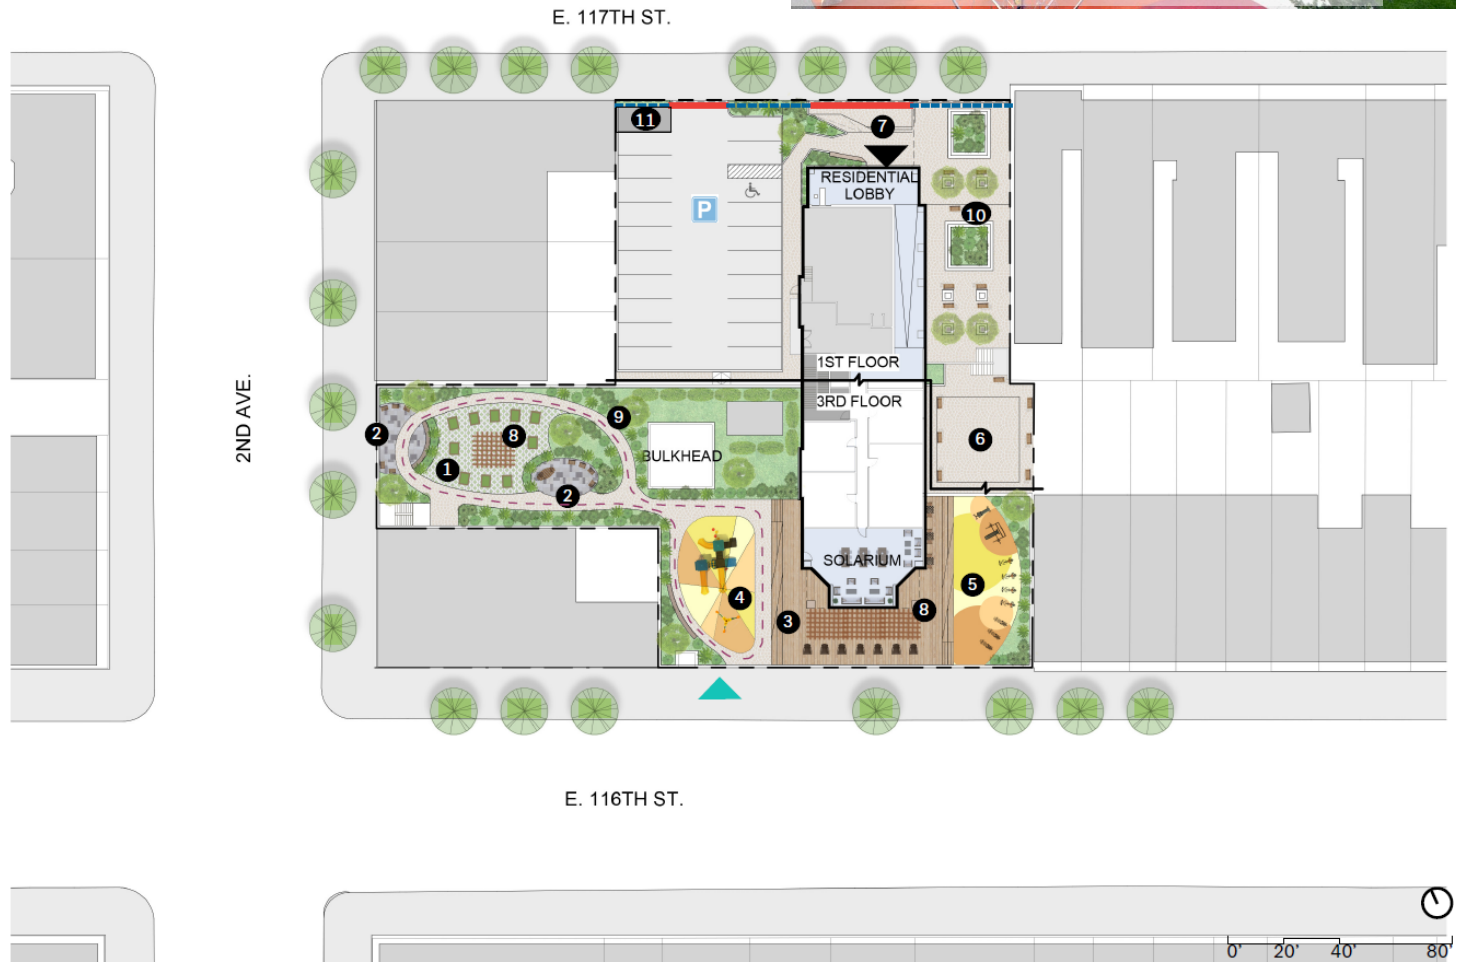 E. 117TH ST.
11
7
RESIDENTIAL
LOBBY
P
10
1ST FLOOR
3RD FLOOR
2ND AVE.
2
9
8
6
BULKHEAD
1
2
SOLARIUM
5
4
8
3
E. 116TH ST.
0' 20' 40' 80'